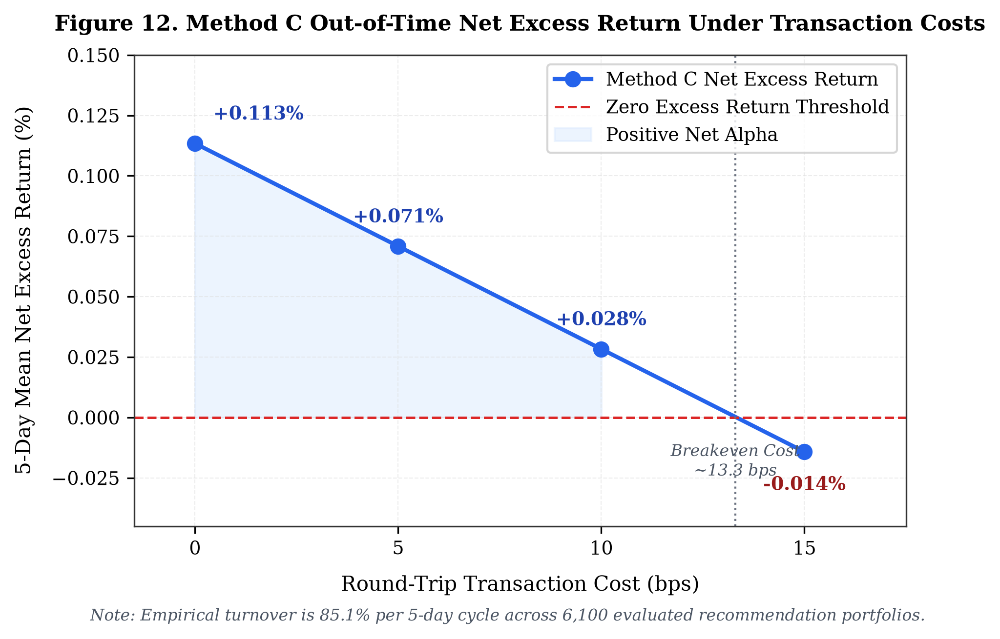 Figure 12. Method C Out-of-Time Net Excess Return Under Transaction Costs
5-Day Mean Net Excess Return (%)
0.150
0.125
0.100
0.075
0.050
0.025
0.000
−0.025
Method C Net Excess Return
Zero Excess Return Threshold
Positive Net Alpha
+0.113%
+0.071%
+0.028%
Breakeven Cost
~13.3 bps
-0.014%
0
5
10
15
Round-Trip Transaction Cost (bps)
Note: Empirical turnover is 85.1% per 5-day cycle across 6,100 evaluated recommendation portfolios.